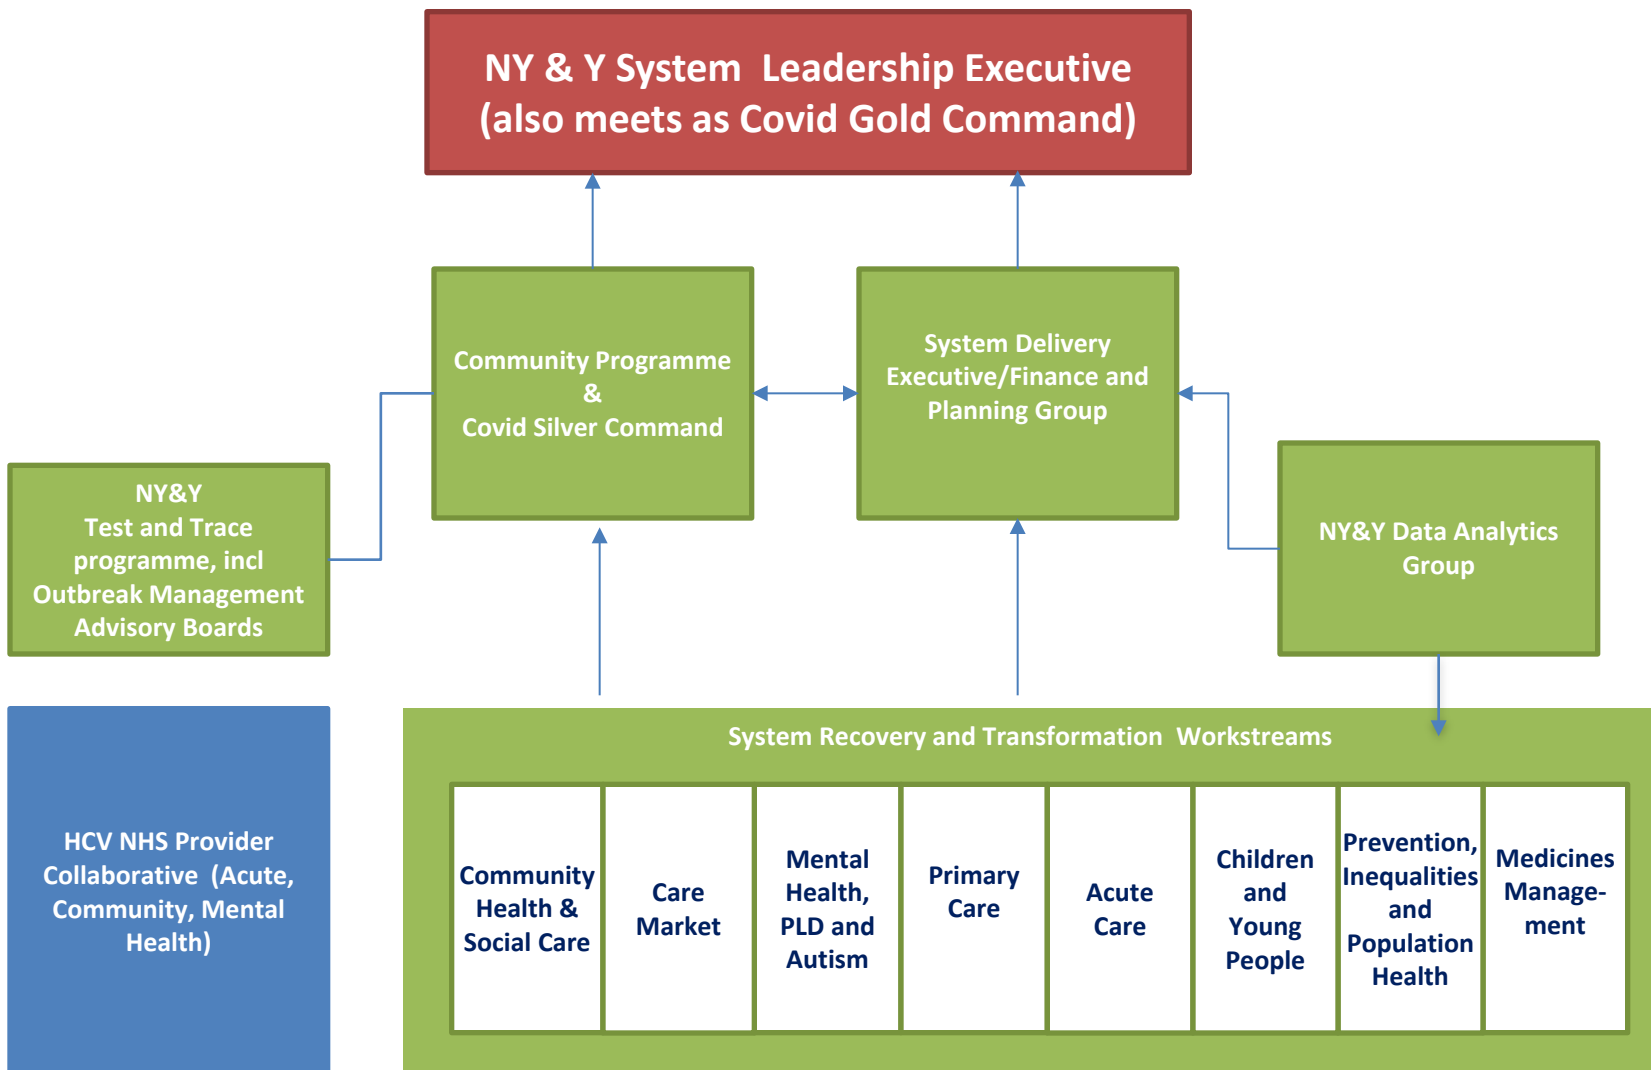 NY & Y System Leadership Executive
(also meets as Covid Gold Command)
Community Programme
&
Covid Silver Command
System Delivery
Executive/Finance and
Planning Group
NY&Y
Test and Trace
programme, incl
Outbreak Management
Advisory Boards
NY&Y Data Analytics
Group
HCV NHS Provider
Collaborative (Acute,
Community, Mental
Health)
System Recovery and Transformation Workstreams
Community
Health &
Social Care
Care
Market
Mental
Health,
PLD and
Autism
Primary
Care
Acute
Care
Children
and
Young
People
Prevention,
Inequalities
and
Population
Health
Medicines
Manage-
ment